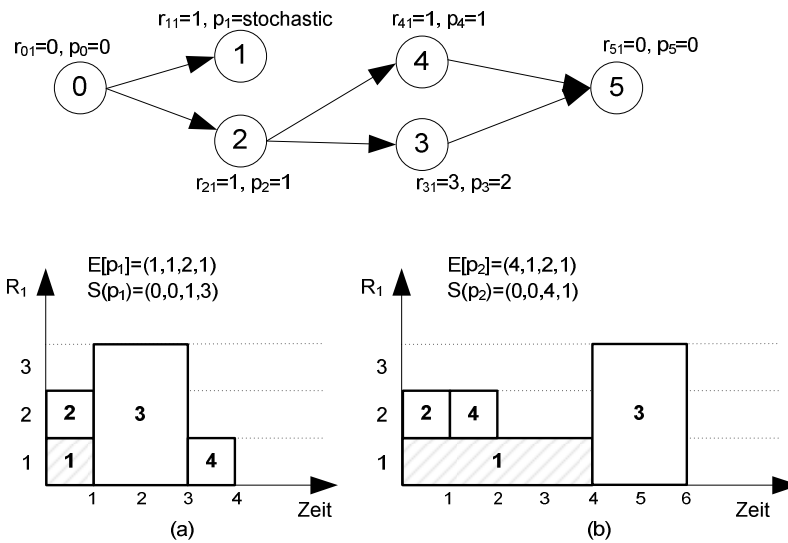 r11=1, p1=stochastic
r41=1, p4=1
r01=0, p0=0
r51=0, p5=0
0
1
4
5
2
3
r21=1, p2=1
r31=3, p3=2
E[p1]=(1,1,2,1)
S(p1)=(0,0,1,3)
R1
3
2
1
2
3
1
4
1 2 3 4
Zeit
(a)
E[p2]=(4,1,2,1)
S(p2)=(0,0,4,1)
R1
3
2
1
2 4
3
1
1 2 3 4 5 6
Zeit
(b)